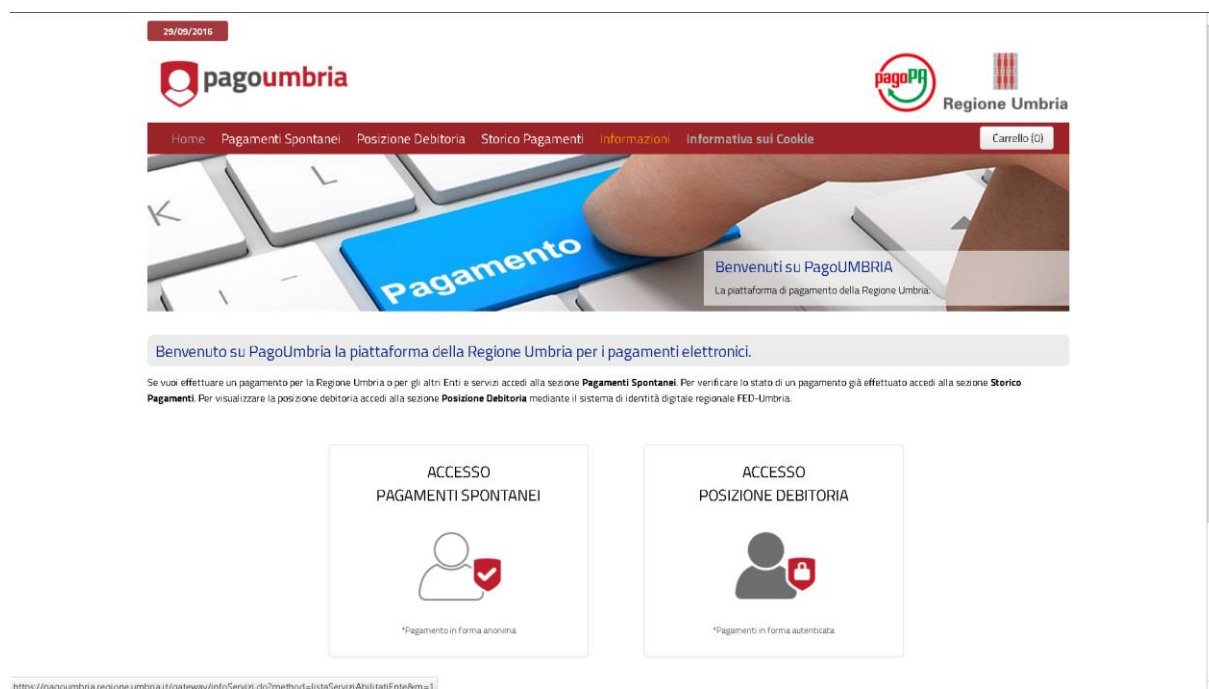 29/09/2016
pagoumbria
pagoPA
Regione Umbria
Home Pagamenti Spontanei Posizione Debitoria Storico Pagamenti Informazioni Informativa sui Cookie Carrello (0)
K L
I -
Pagamento
Benvenuti su PagoUMBRIA
La piattaforma di pagamento della Regione Umbria.
Benvenuto su PagoUmbria la piattaforma della Regione Umbria per i pagamenti elettronici.
Se vuoi effettuare un pagamento per la Regione Umbria o per gli altri Enti e servizi accedi alla sezione Pagamenti Spontanei. Per verificare lo stato di un pagamento già effettuato accedi alla sezione Storico
Pagamenti. Per visualizzare la posizione debitoria accedi alla sezione Posizione Debitoria mediante il sistema di identità digitale regionale FED-Umbria.
ACCESSO
PAGAMENTI SPONTANEI
*Pagamento in forma anonima
ACCESSO
POSIZIONE DEBITORIA
*Pagamenti in forma autenticata
https://pagoumbria.regione.umbria.it/gateway/infoServizi.do?method=listaServiziAbilitatiEnte&m=1